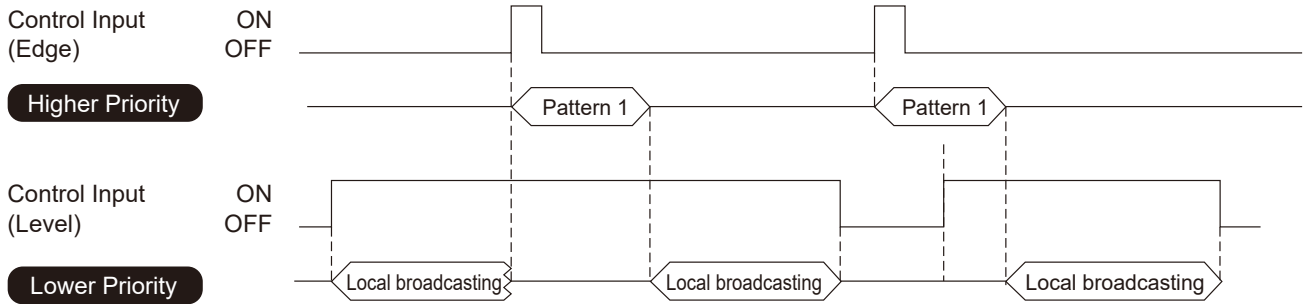 Control Input ON
(Edge) OFF
Higher Priority
Pattern 1 Pattern 1
Control Input ON
(Level) OFF
Lower Priority
Local broadcasting Local broadcasting Local broadcasting